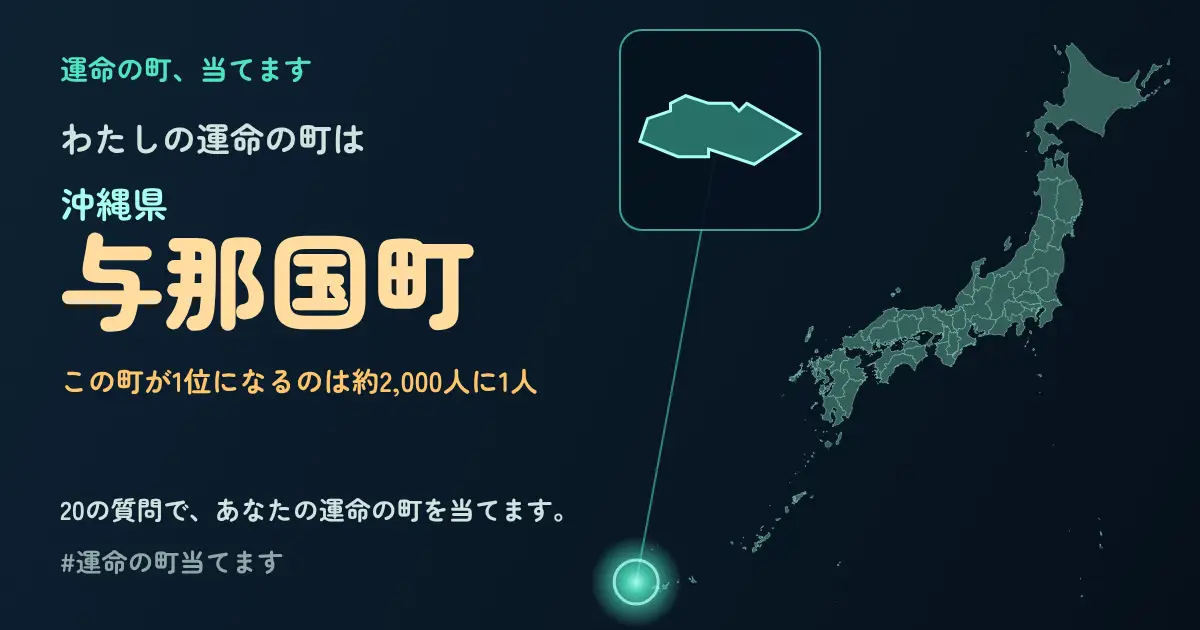 運命の町、当てます
わたしの運命の町は
沖縄県
与那国町
この町が1位になるのは約2,000人に1人
20の質問で、あなたの運命の町を当てます。
#運命の町当てます